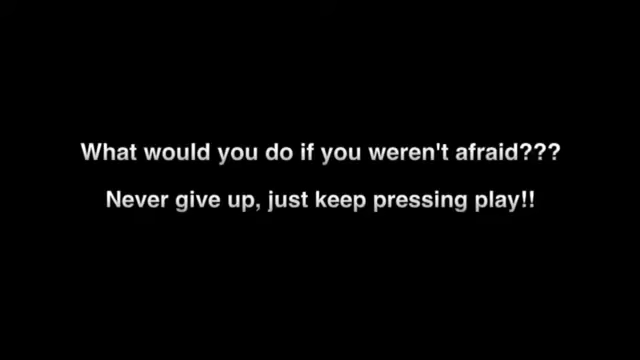 What would you do if you weren't afraid???
Never give up, just keep pressing play!!